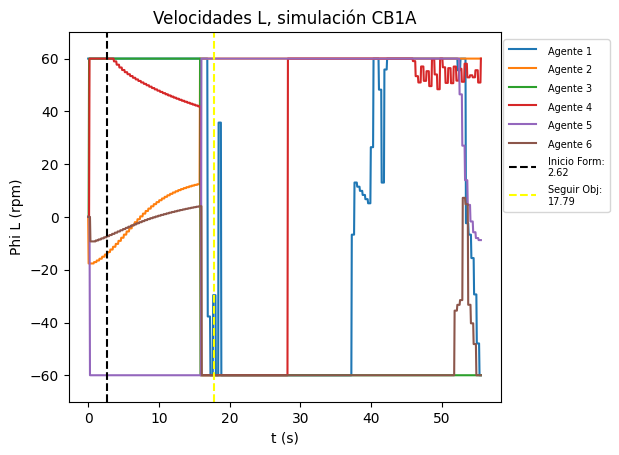 Velocidades L, simulación CB1A
Phi L (rpm)
60
40
20
0
−20
−40
−60
0
10
20
30
40
50
t (s)
Agente 1
Agente 2
Agente 3
Agente 4
Agente 5
Agente 6
Inicio Form:
2.62
Seguir Obj:
17.79